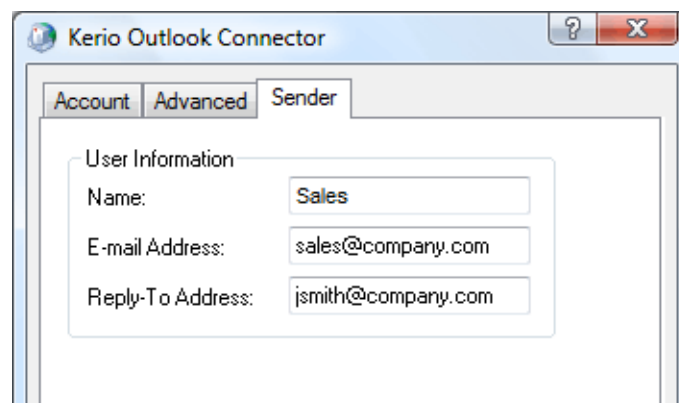 Kerio Outlook Connector ? X
Account Advanced Sender
User Information
Name: Sales
E-mail Address: sales@company.com
Reply-To Address: jsmith@company.com